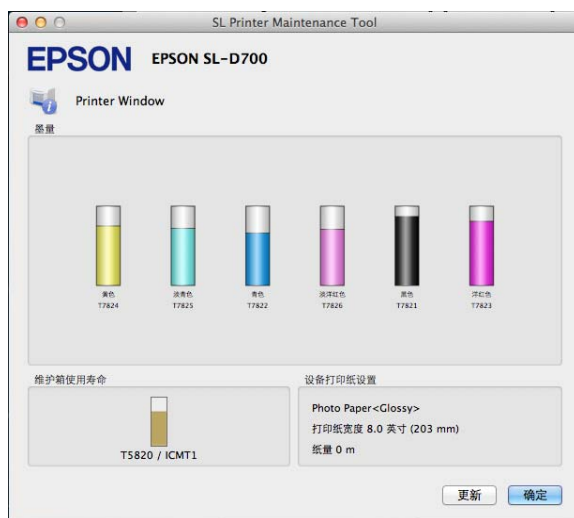 SL Printer Maintenance Tool
EPSON EPSON SL-D700
Printer Window
墨量
黄色 淡青色 青色 淡洋红色 黑色 洋红色
T7824 T7825 T7822 T7826 T7821 T7823
维护箱使用寿命
T5820 / ICMT1
设备打印纸设置
Photo Paper<Glossy>
打印纸宽度 8.0 英寸 (203 mm)
纸量 0 m
更新 确定